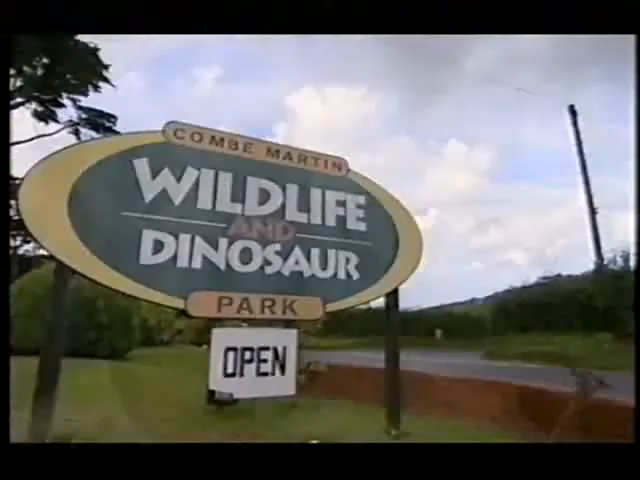 COMBE MARTIN
WILDLIFE
AND
DINOSAUR
PARK
OPEN